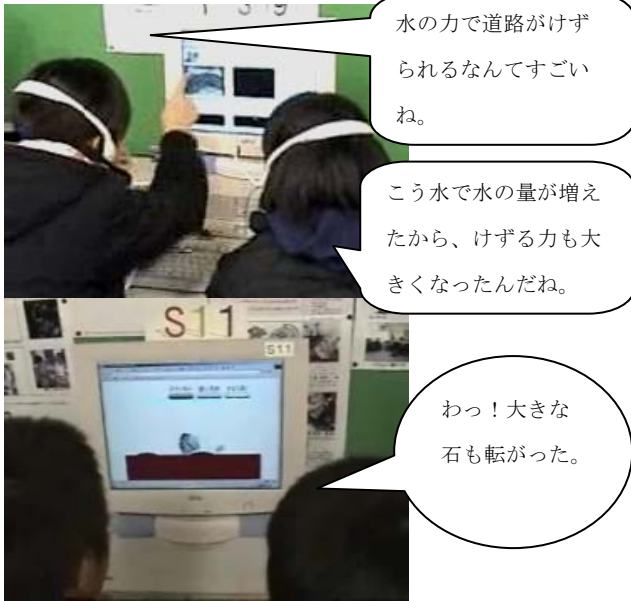 水の力で道路がけず
られるなんてすごい
ね。
こう水で水の量が増え
たから、けずる力も大
きくなったんだね。
S11
S11
わっ！大きな
石も転がった。